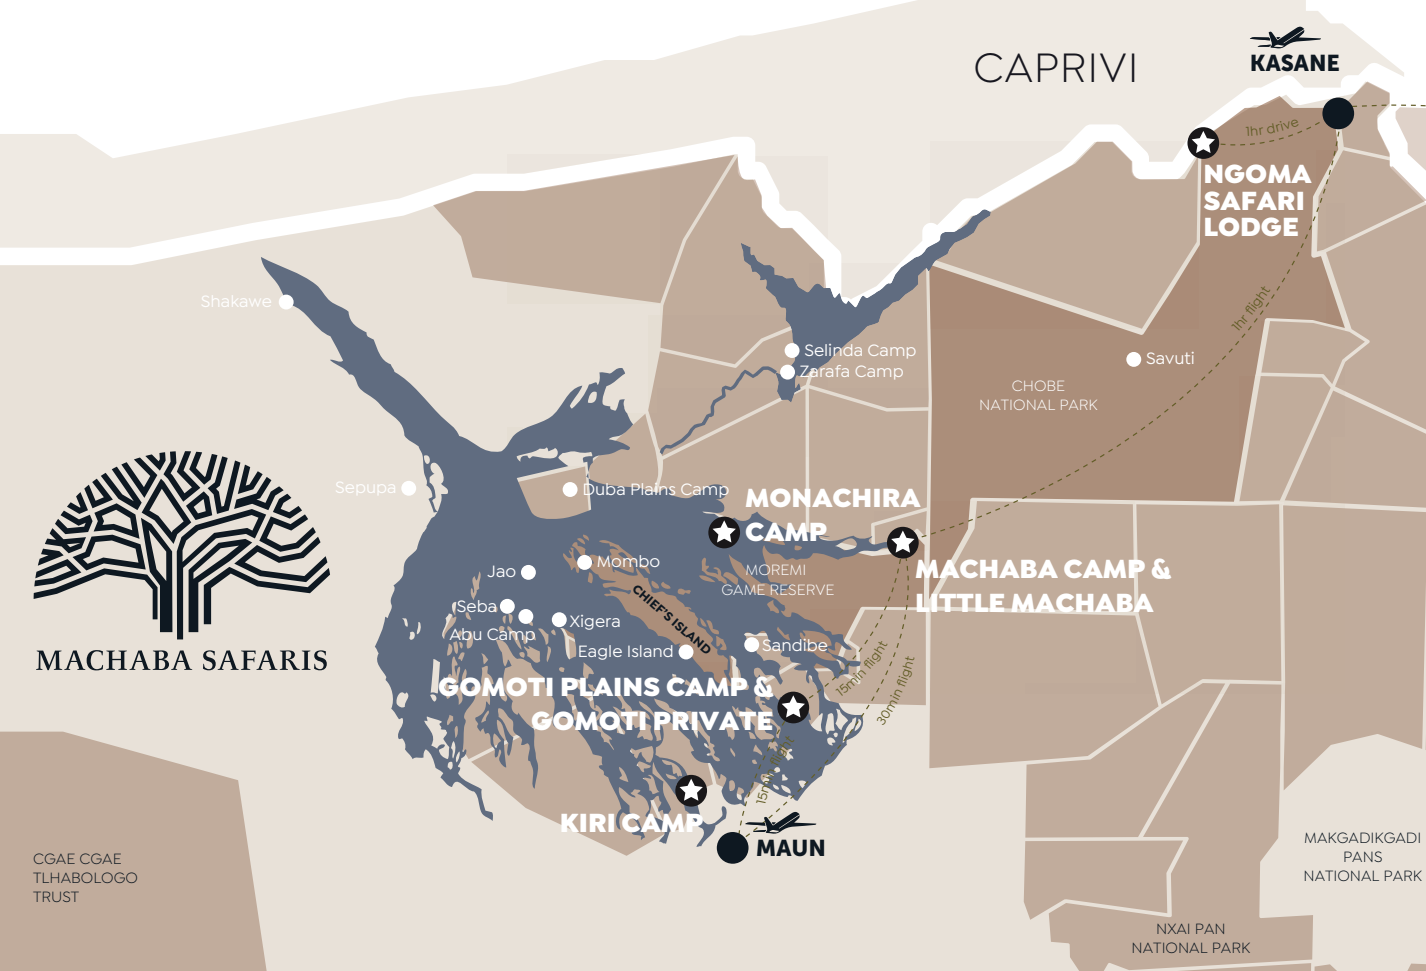 CAPRIVI
KASANE
1hr drive
NGOMA
SAFARI
LODGE
Shakawe
1hr flight
Selinda Camp
Zarafa Camp
Savuti
CHOBE
NATIONAL PARK
Sepupa
Duba Plains Camp
MONACHIRA
CAMP
Jao
Mombo
MOREMI
GAME RESERVE
MACHABA CAMP &
LITTLE MACHABA
Seba
Abu Camp
Xigera
CHIEF'S ISLAND
Eagle Island
Sandibe
MACHABA SAFARIS
GOMOTI PLAINS CAMP &
GOMOTI PRIVATE
15min flight
30min flight
15min flight
KIRI CAMP
MAUN
CGAE CGAE
TLHABOLOGO
TRUST
MAKGADIKGADI
PANS
NATIONAL PARK
NXAI PAN
NATIONAL PARK